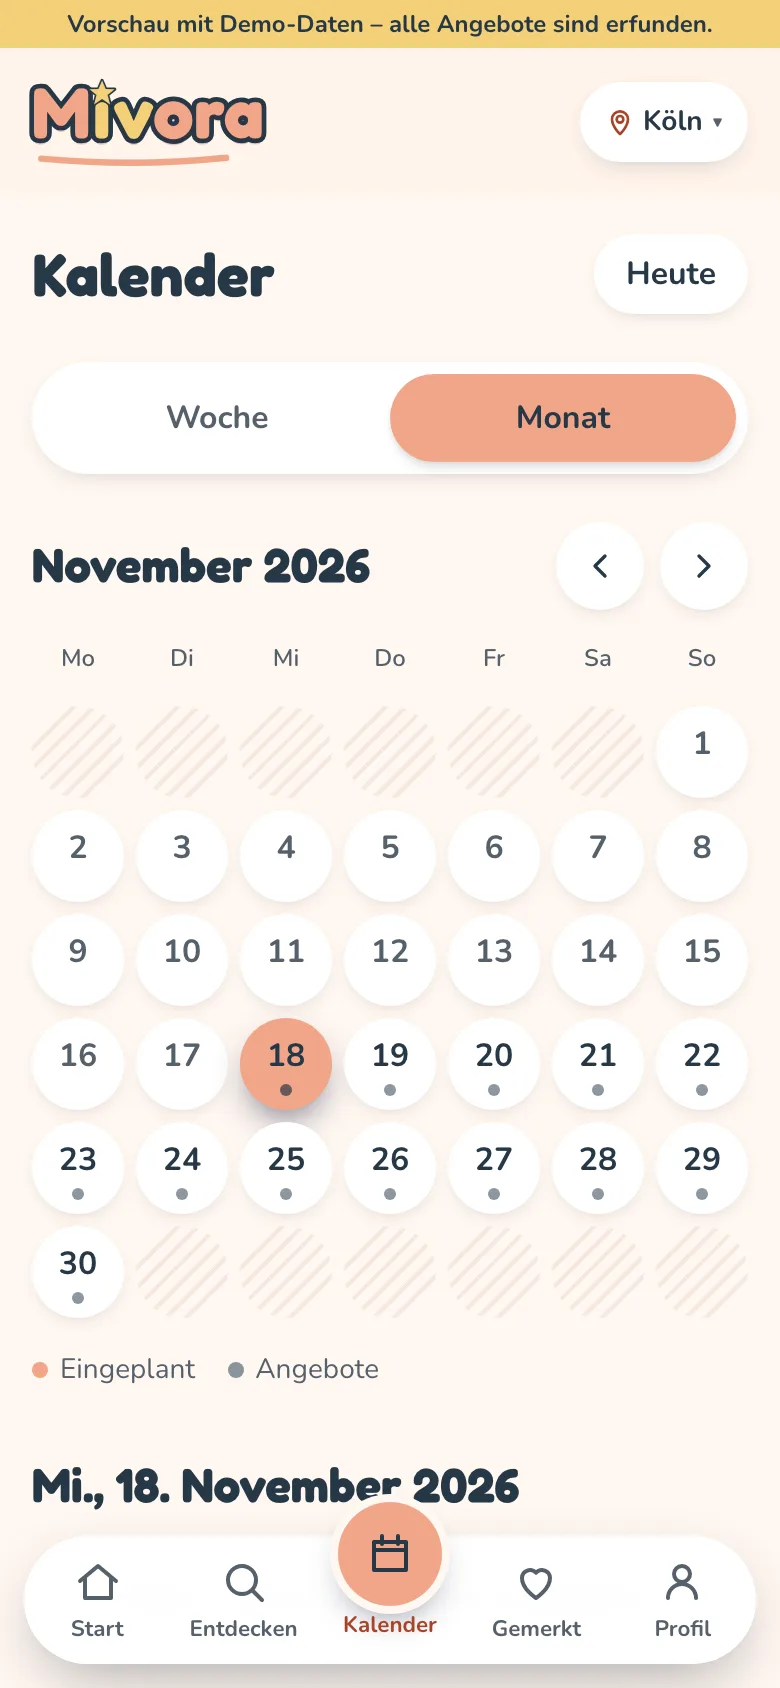 Vorschau mit Demo-Daten – alle Angebote sind erfunden.
Mivora
Köln ▾
Kalender
Heute
Woche Monat
November 2026
Mo Di Mi Do Fr Sa So
1
2 3 4 5 6 7 8
9 10 11 12 13 14 15
16 17 18 19 20 21 22
23 24 25 26 27 28 29
30
Eingeplant Angebote
Mi., 18. November 2026
Start Entdecken Kalender Gemerkt Profil